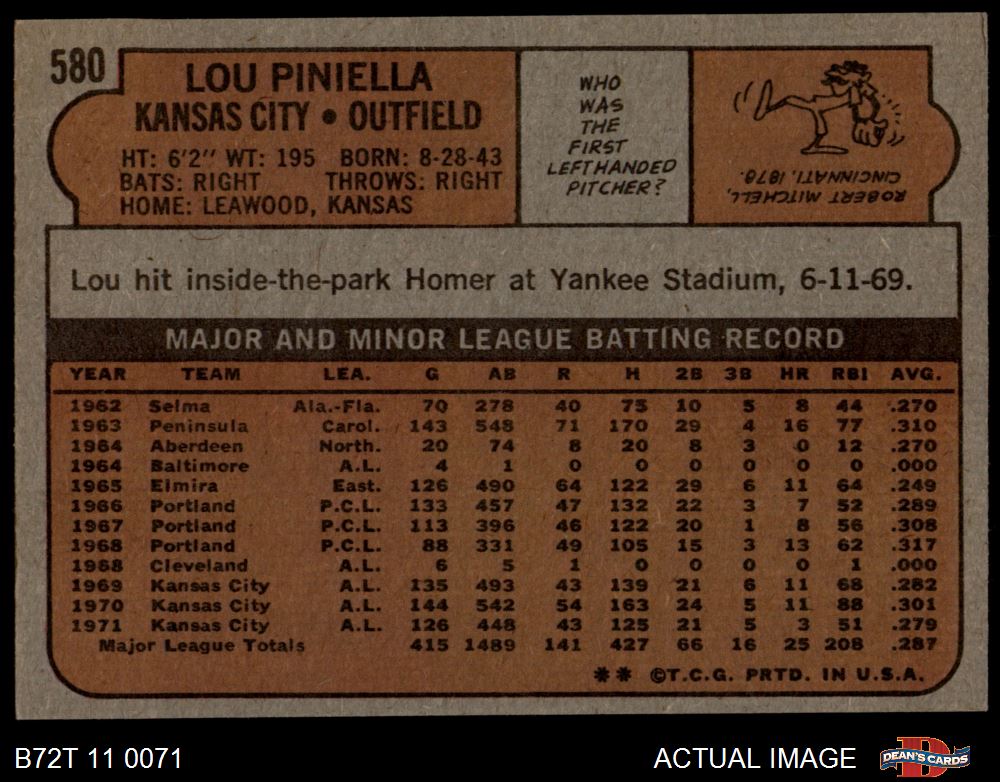 580
LOU PINIELLA
KANSAS CITY • OUTFIELD
HT: 6'2" WT: 195 BORN: 8-28-43
BATS: RIGHT THROWS: RIGHT
HOME: LEAWOOD, KANSAS
WHO
WAS
THE
FIRST
LEFTHANDED
PITCHER?
ROBERT MITCHELL,
CINCINNATI, 1878.
Lou hit inside-the-park Homer at Yankee Stadium, 6-11-69.
MAJOR AND MINOR LEAGUE BATTING RECORD
YEAR TEAM LEA. G AB R H 2B 3B HR RBI AVG.
1962 Selma Ala.-Fla. 70 278 40 75 10 5 8 44 .270
1963 Peninsula Carol. 143 548 71 170 29 4 16 77 .310
1964 Aberdeen North. 20 74 8 20 8 3 0 12 .270
1964 Baltimore A.L. 4 1 0 0 0 0 0 0 .000
1965 Elmira East. 126 490 64 122 29 6 11 64 .249
1966 Portland P.C.L. 133 457 47 132 22 3 7 52 .289
1967 Portland P.C.L. 113 396 46 122 20 1 8 56 .308
1968 Portland P.C.L. 88 331 49 105 15 3 13 62 .317
1968 Cleveland A.L. 6 5 1 0 0 0 0 1 .000
1969 Kansas City A.L. 135 493 43 139 21 6 11 68 .282
1970 Kansas City A.L. 144 542 54 163 24 5 11 88 .301
1971 Kansas City A.L. 126 448 43 125 21 5 3 51 .279
Major League Totals 415 1489 141 427 66 16 25 208 .287
** ©T.C.G. PRTD. IN U.S.A.
B72T 11 0071
ACTUAL IMAGE
DEAN'S CARDS